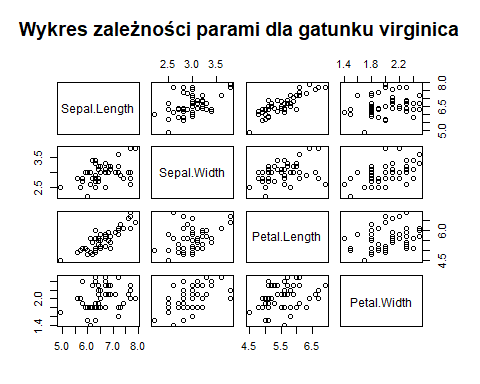 Wykres zależności parami dla gatunku virginica
2.5 3.0 3.5 1.4 1.8 2.2
Sepal.Length
5.0 6.5 8.0
2.5 3.5
Sepal.Width
Petal.Length
4.5 6.0
1.4 2.0
Petal.Width
5.0 6.0 7.0 8.0 4.5 5.5 6.5